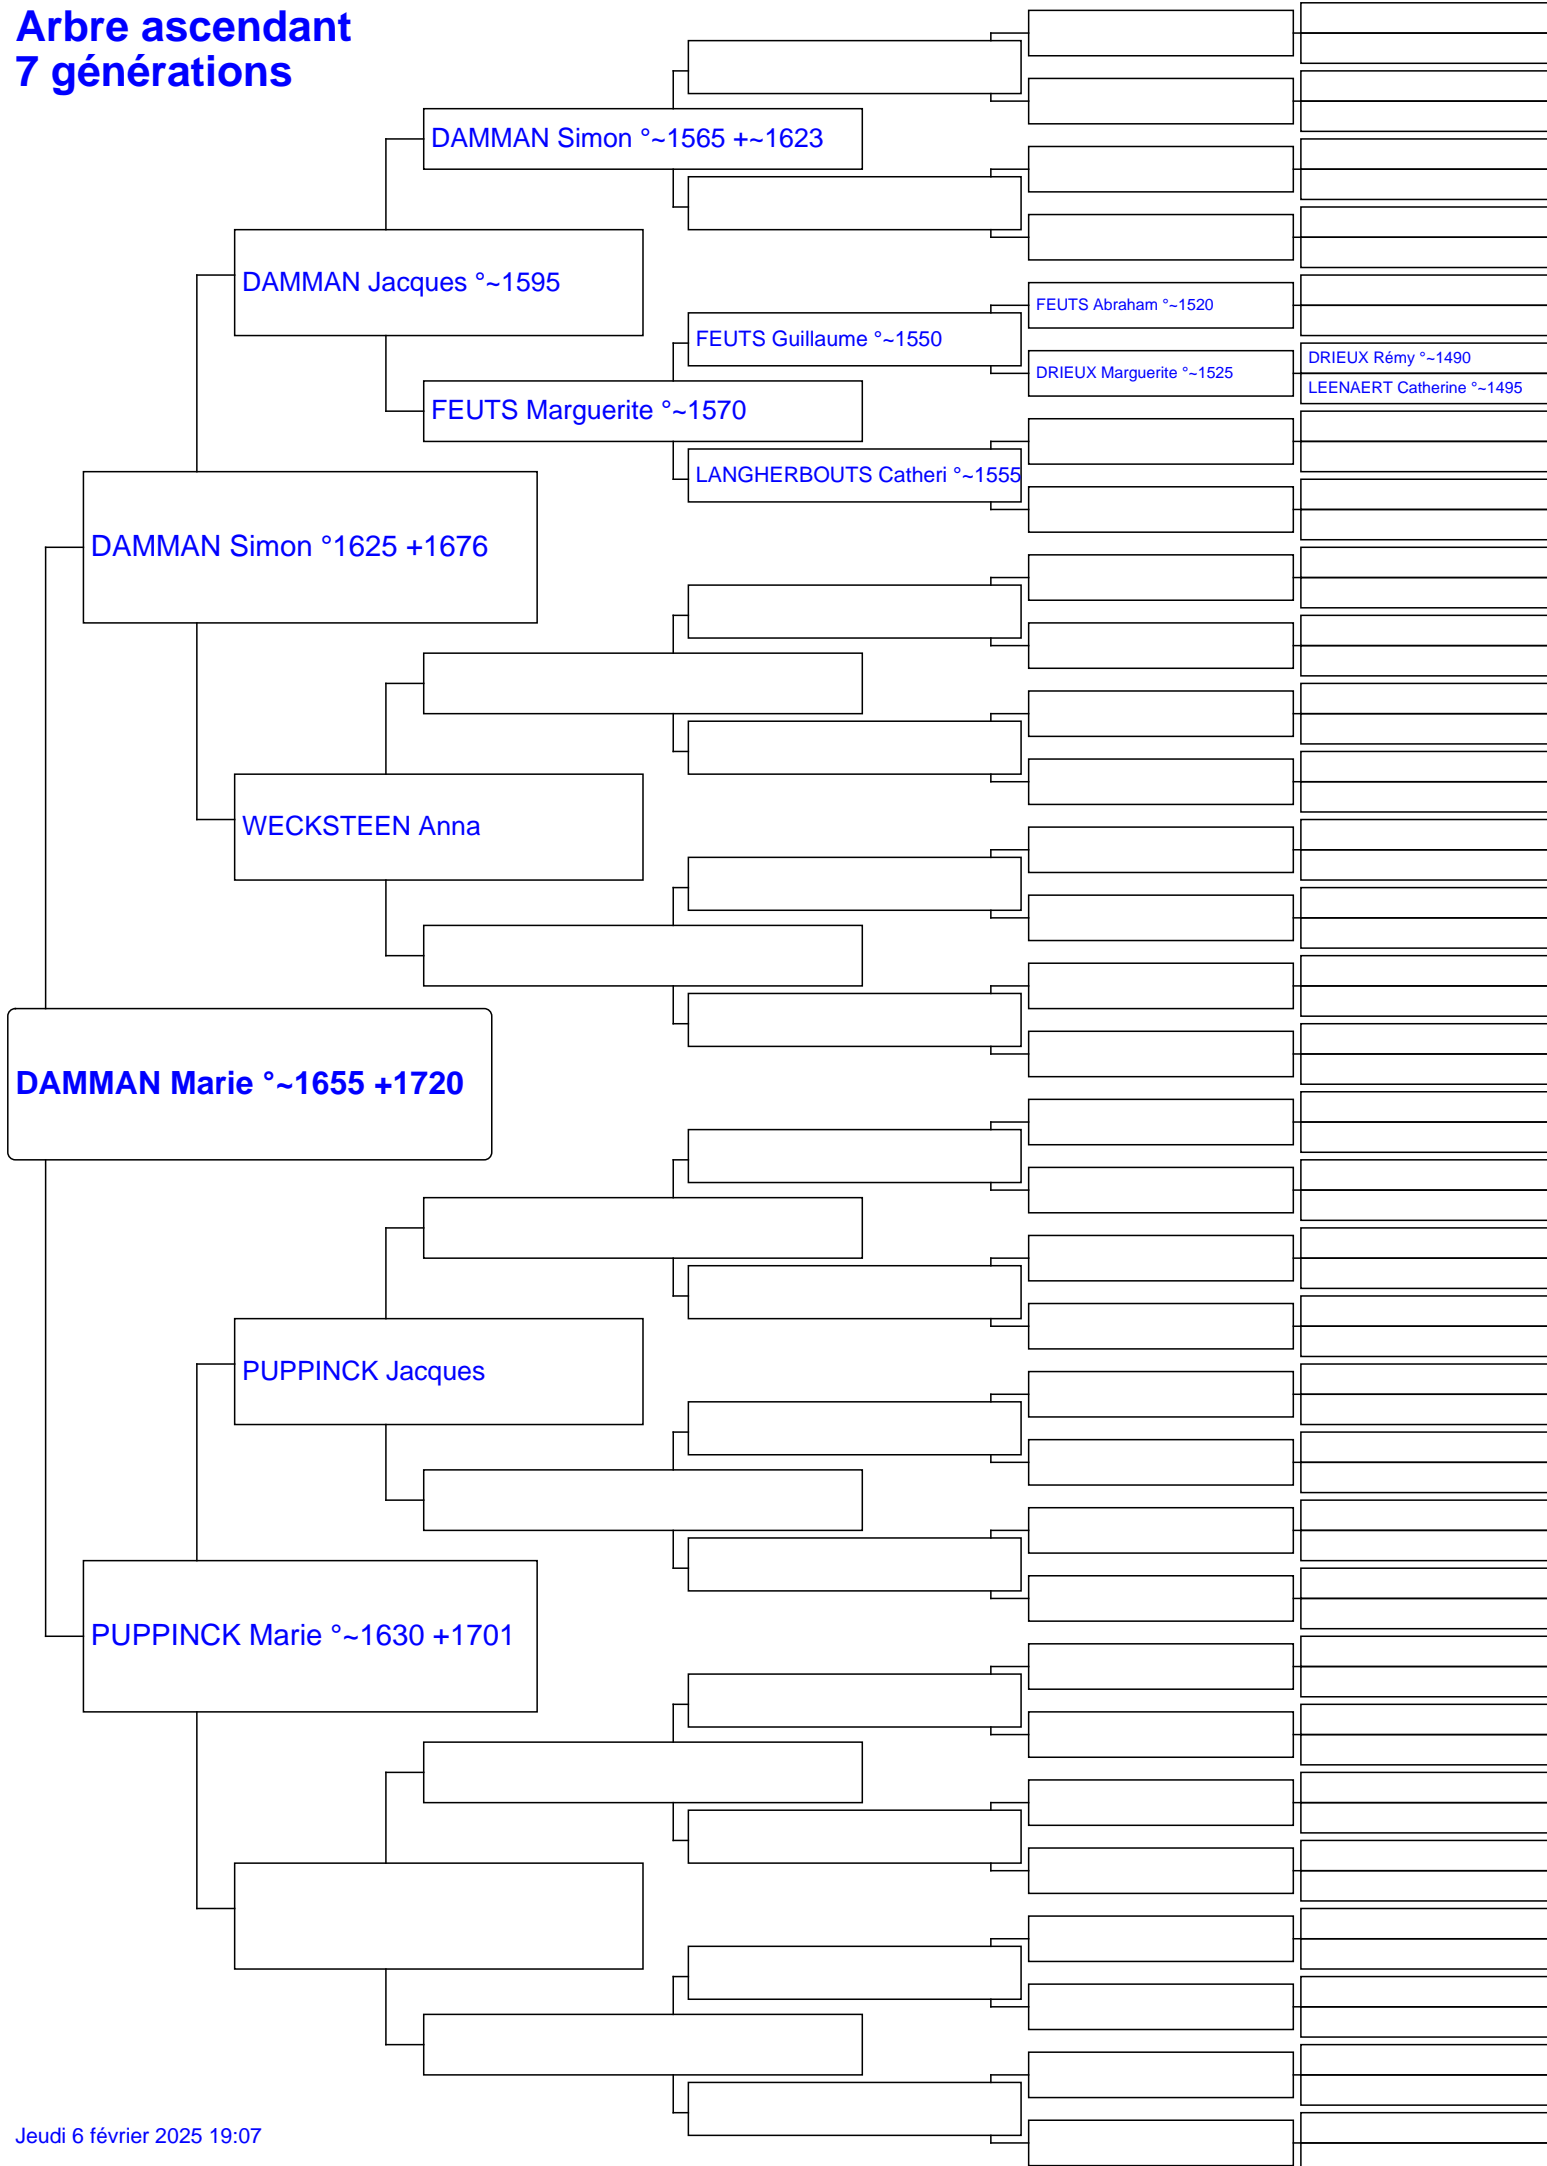 Arbre ascendant
7 générations
DAMMAN Simon °~1565 +~1623
DAMMAN Jacques °~1595
FEUTS Abraham °~1520
FEUTS Guillaume °~1550
DRIEUX Rémy °~1490
DRIEUX Marguerite °~1525
LEENAERT Catherine °~1495
FEUTS Marguerite °~1570
LANGHERBOUTS Catheri °~1555
DAMMAN Simon °1625 +1676
WECKSTEEN Anna
DAMMAN Marie °~1655 +1720
PUPPINCK Jacques
PUPPINCK Marie °~1630 +1701
Jeudi 6 février 2025 19:07